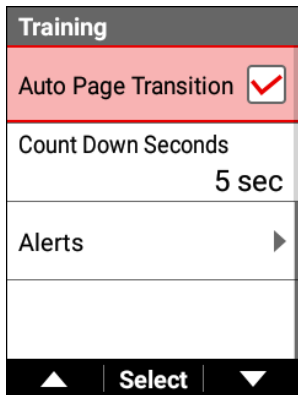 Training
Auto Page Transition
Count Down Seconds
5 sec
Alerts
Select